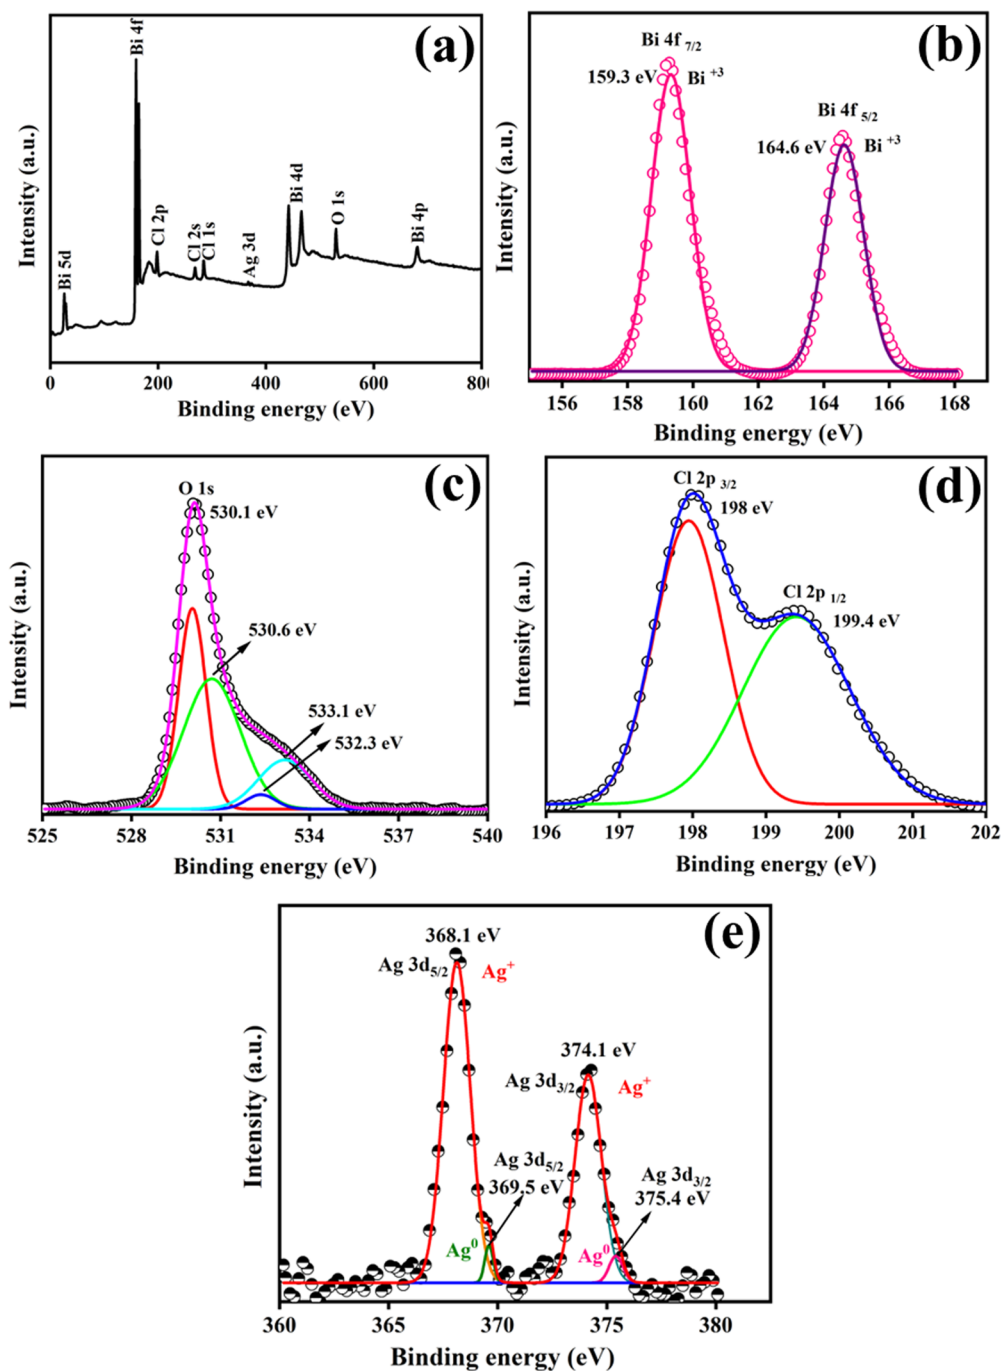 (a)
Bi 5d
Bi 4f
Cl 2p
Cl 2s
Cl 1s
Ag 3d
Bi 4d
O 1s
Bi 4p
Intensity (a.u.)
0 200 400 600 80
Binding energy (eV)
(b)
Bi 4f 7/2
159.3 eV Bi +3
Bi 4f 5/2
164.6 eV Bi +3
Intensity (a.u.)
156 158 160 162 164 166 168
Binding energy (eV)
(c)
O 1s
530.1 eV
530.6 eV
533.1 eV
532.3 eV
Intensity (a.u.)
525 528 531 534 537 540
Binding energy (eV)
(d)
Cl 2p 3/2
198 eV
Cl 2p 1/2
199.4 eV
Intensity (a.u.)
196 197 198 199 200 201 202
Binding energy (eV)
(e)
368.1 eV
Ag 3d5/2 Ag+
374.1 eV
Ag 3d3/2 Ag+
Ag 3d5/2
369.5 eV
Ag 3d3/2
375.4 eV
Ag0
Ag0
Intensity (a.u.)
360 365 370 375 380
Binding energy (eV)